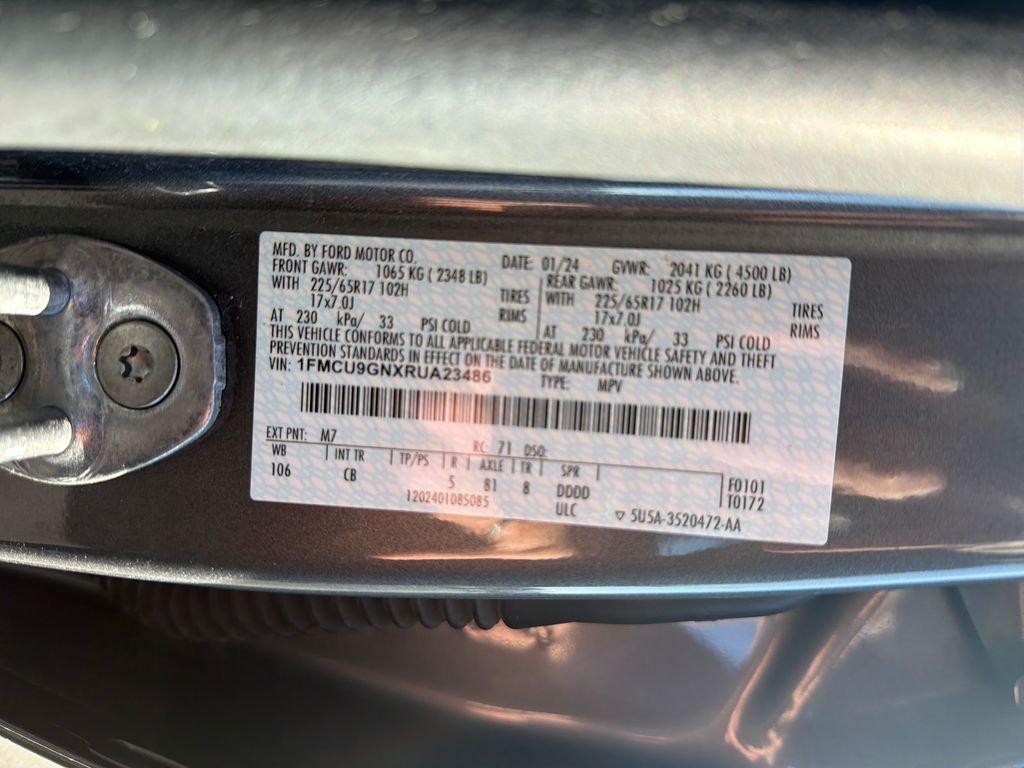 MFD. BY FORD MOTOR CO. DATE: 01/24 GVWR: 2041 KG ( 4500 LB)
FRONT GAWR: 1065 KG ( 2348 LB) REAR GAWR: 1025 KG ( 2260 LB)
WITH 225/65R17 102H TIRES WITH 225/65R17 102H TIRES
17x7.0J RIMS 17x7.0J RIMS
AT 230 kPa/ 33 PSI COLD AT 230 kPa/ 33 PSI COLD
THIS VEHICLE CONFORMS TO ALL APPLICABLE FEDERAL MOTOR VEHICLE SAFETY AND THEFT
PREVENTION STANDARDS IN EFFECT ON THE DATE OF MANUFACTURE SHOWN ABOVE.
VIN: 1FMCU9GNXRUA23486 TYPE: MPV
EXT PNT: M7 RC: 71 DSO:
WB INT TR TP/PS R AXLE TR SPR F0101
106 CB 5 81 8 DDDD T0172
1202401085085 ULC 5U5A-3520472-AA